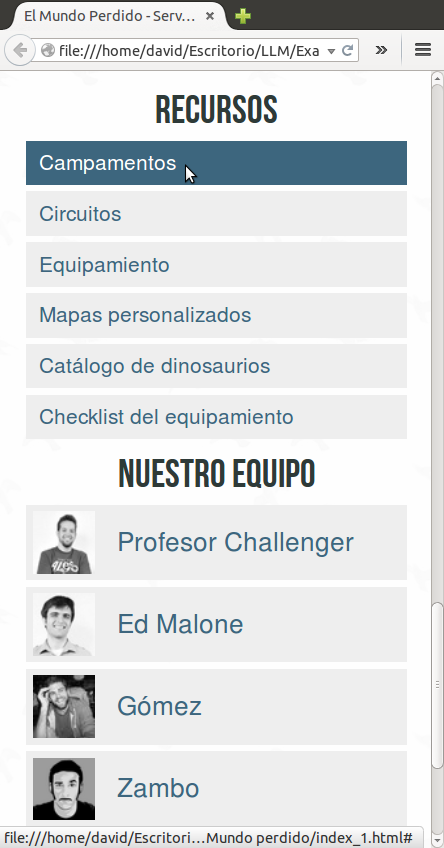 El Mundo Perdido - Serv...
file:///home/david/Escritorio/LLM/Exa
RECURSOS
Campamentos
Circuitos
Equipamiento
Mapas personalizados
Catálogo de dinosaurios
Checklist del equipamiento
NUESTRO EQUIPO
Profesor Challenger
Ed Malone
Gómez
Zambo
file:///home/david/Escritori...Mundo perdido/index_1.html#